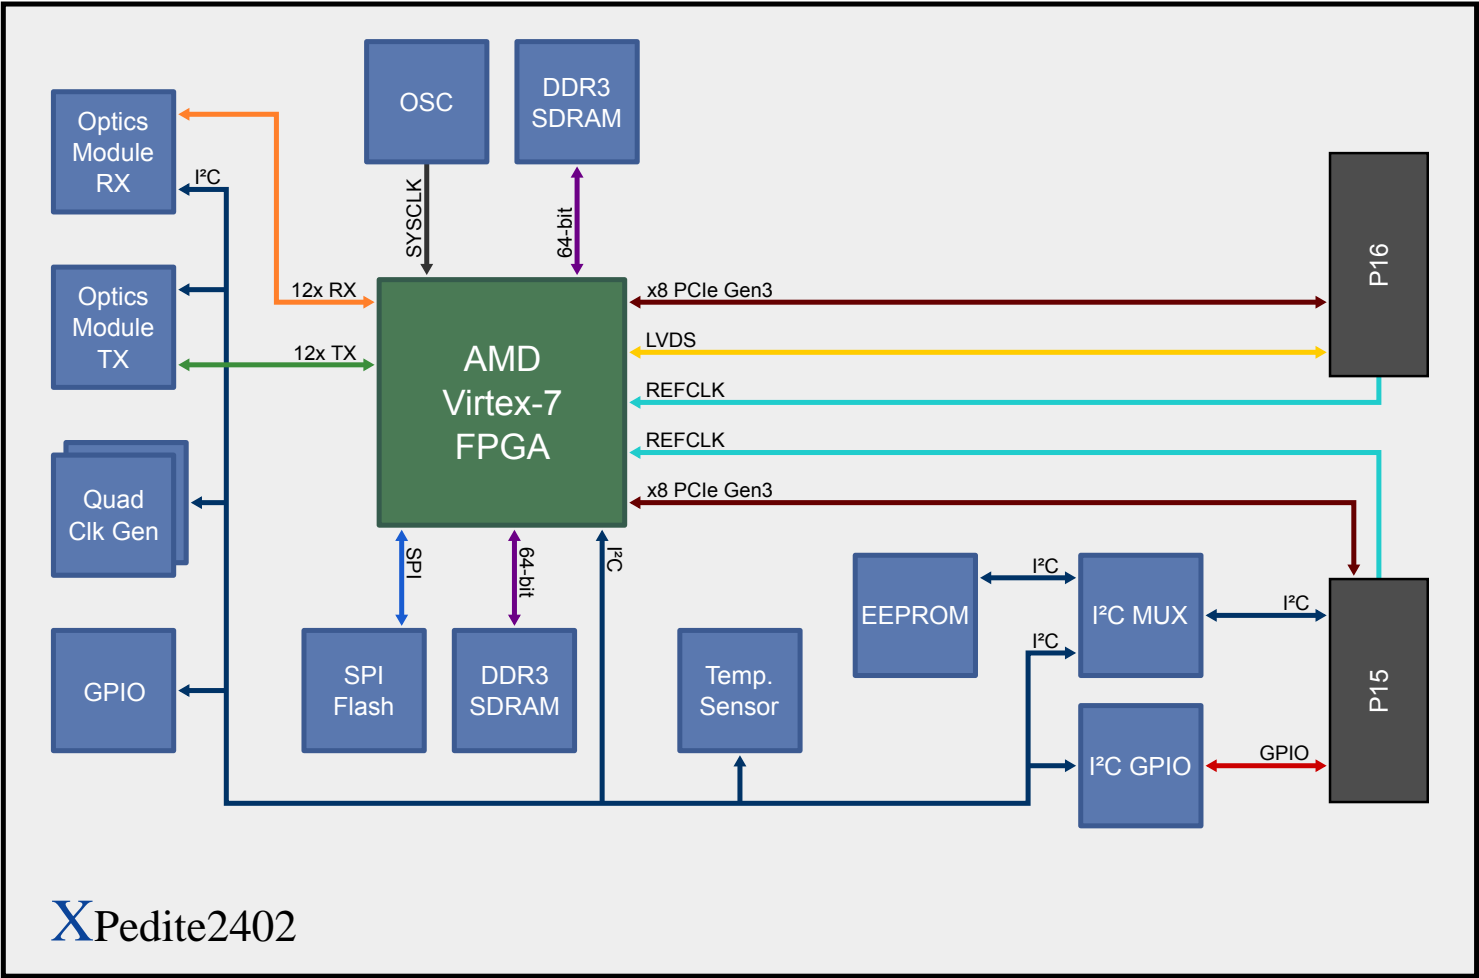 OSC
DDR3
SDRAM
Optics
Module
RX
I²C
SYSCLK
64-bit
P16
Optics
Module
TX
12x RX
12x TX
AMD
Virtex-7
FPGA
x8 PCIe Gen3
LVDS
REFCLK
REFCLK
x8 PCIe Gen3
Quad
Clk Gen
SPI
64-bit
I²C
EEPROM
I²C
I²C MUX
I²C
I²C
P15
GPIO
SPI
Flash
DDR3
SDRAM
Temp.
Sensor
I²C GPIO
GPIO
XPedite2402